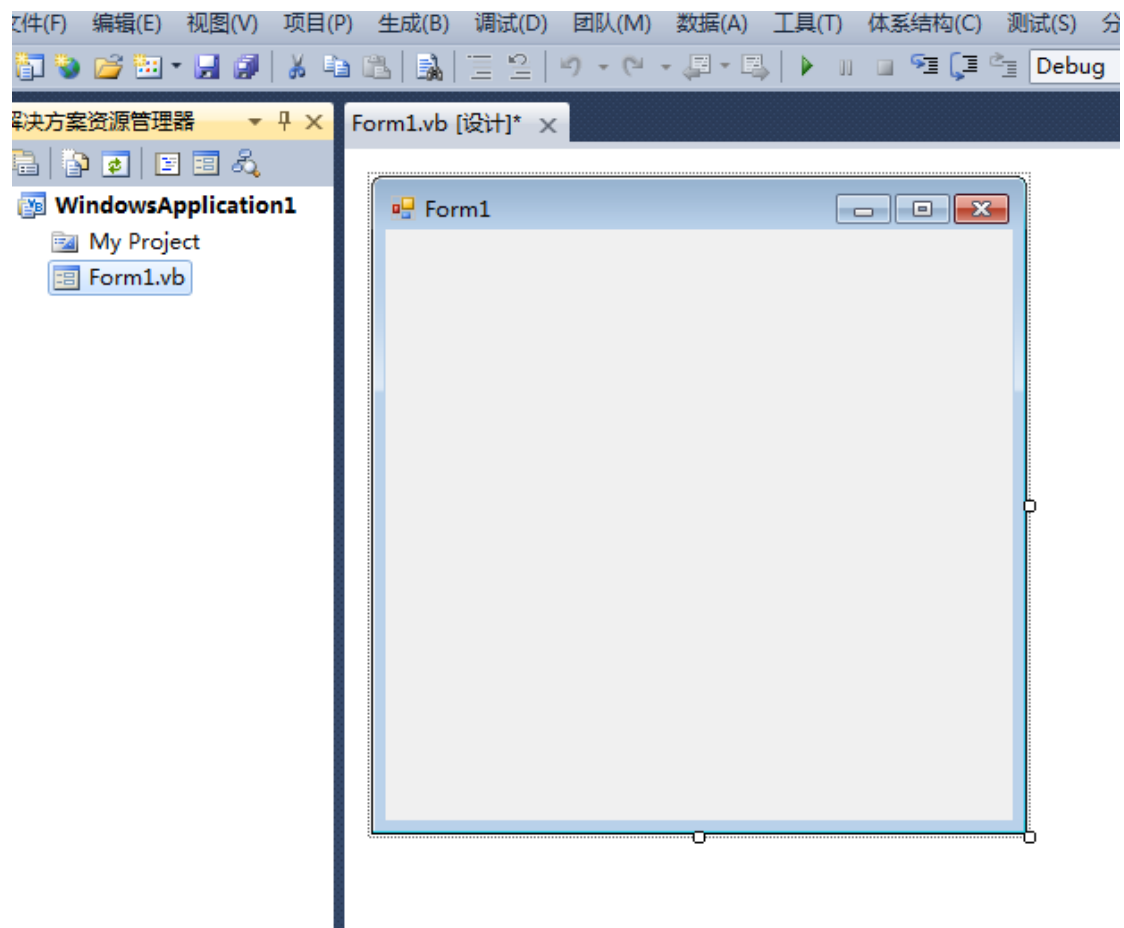 文件(F) 编辑(E) 视图(V) 项目(P) 生成(B) 调试(D) 团队(M) 数据(A) 工具(T) 体系结构(C) 测试(S) 分
Debug
解决方案资源管理器
Form1.vb [设计]*
WindowsApplication1
My Project
Form1.vb
Form1